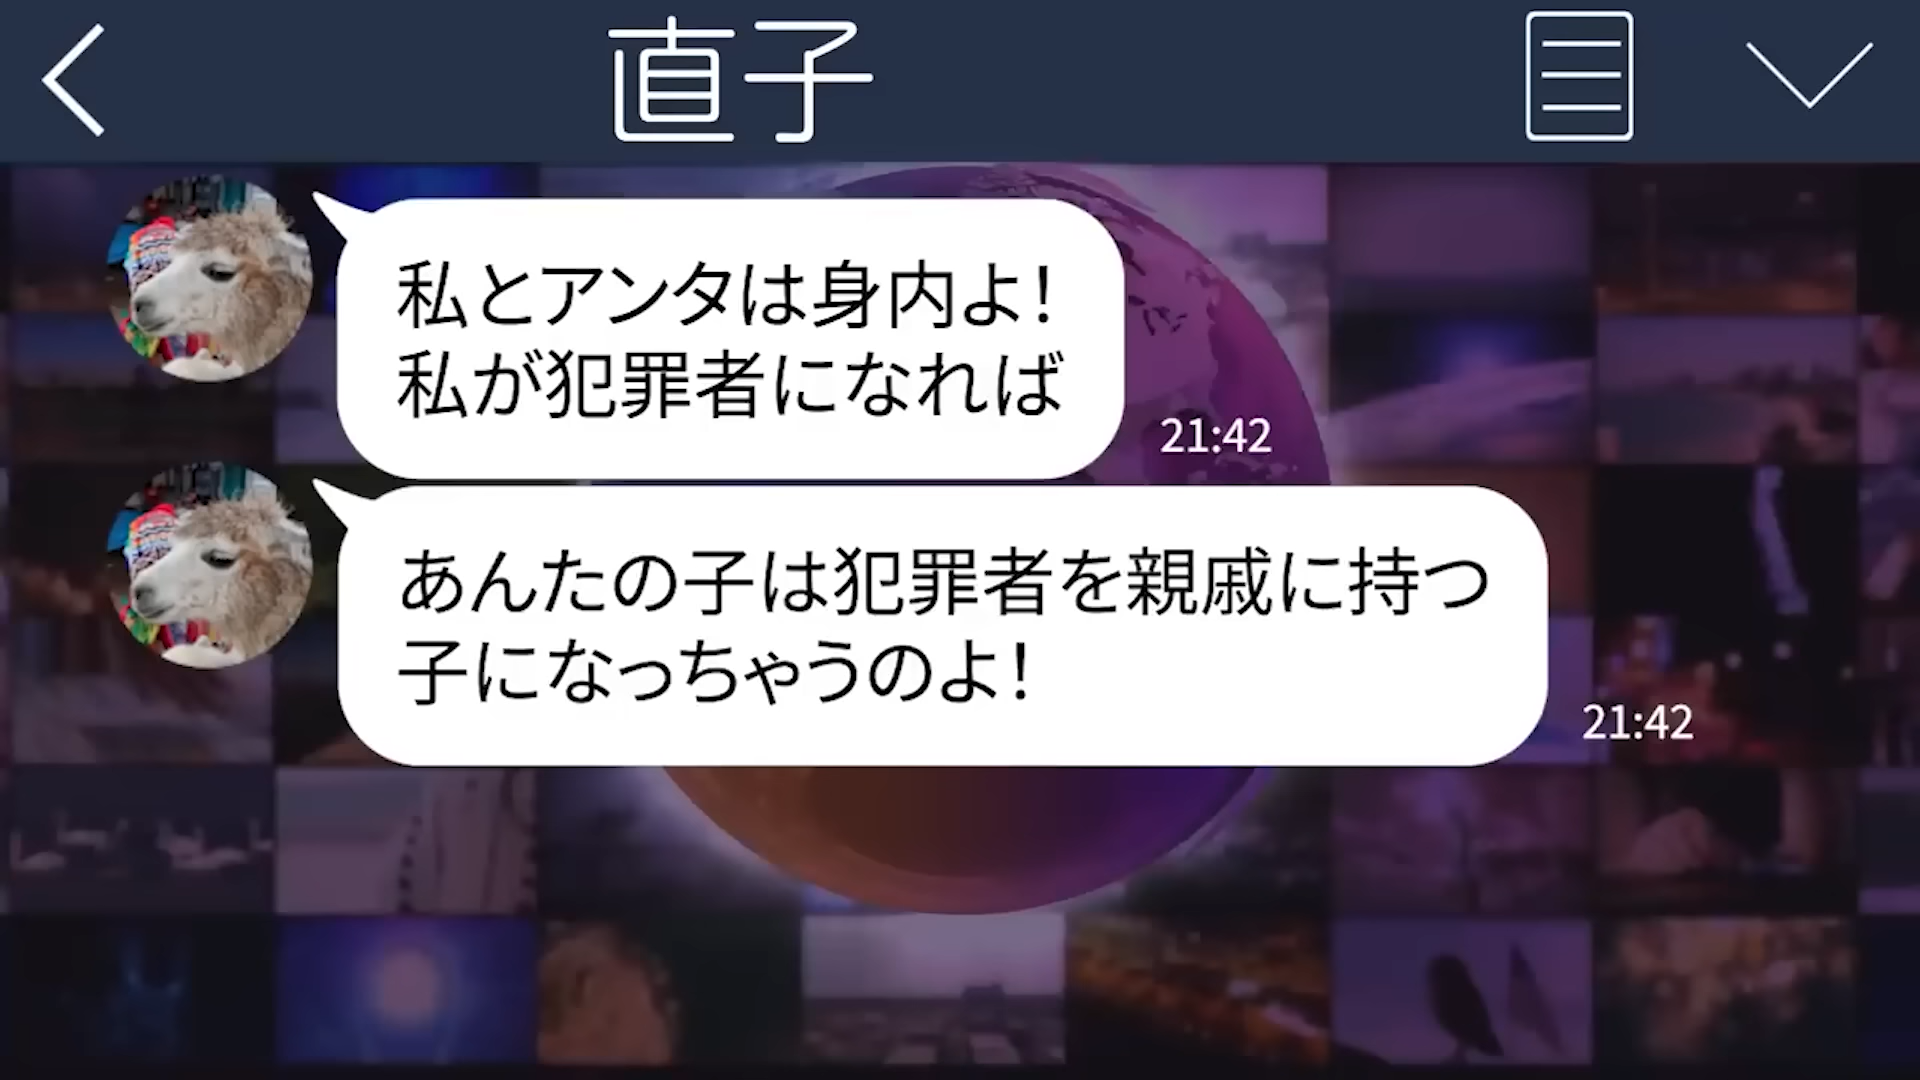 直子
私とアンタは身内よ！
私が犯罪者になれば
21:42
あんたの子は犯罪者を親戚に持つ
子になっちゃうのよ！
21:42